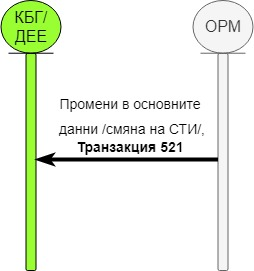 КБГ/
ДЕЕ
ОРМ
Промени в основните
данни /смяна на СТИ/,
Транзакция 521